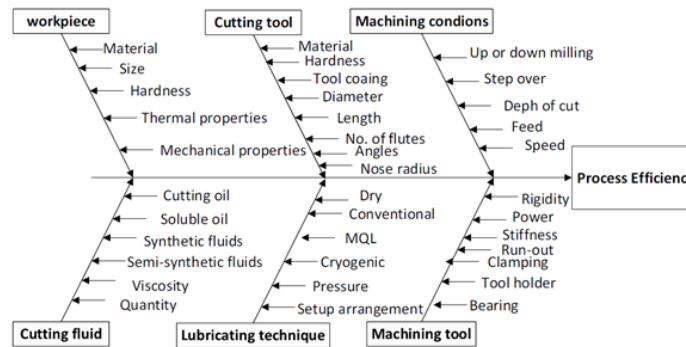 workpiece
Material
Size
Hardness
Thermal properties
Mechanical properties
Cutting tool
Material
Hardness
Tool coaing
Diameter
Length
No. of flutes
Angles
Nose radius
Machining condions
Up or down milling
Step over
Deph of cut
Feed
Speed
Process Efficienc
Cutting oil
Soluble oil
Synthetic fluids
Semi-synthetic fluids
Viscosity
Quantity
Cutting fluid
Dry
Conventional
MQL
Cryogenic
Pressure
Setup arrangement
Lubricating technique
Rigidity
Power
Stiffness
Run-out
Clamping
Tool holder
Bearing
Machining tool